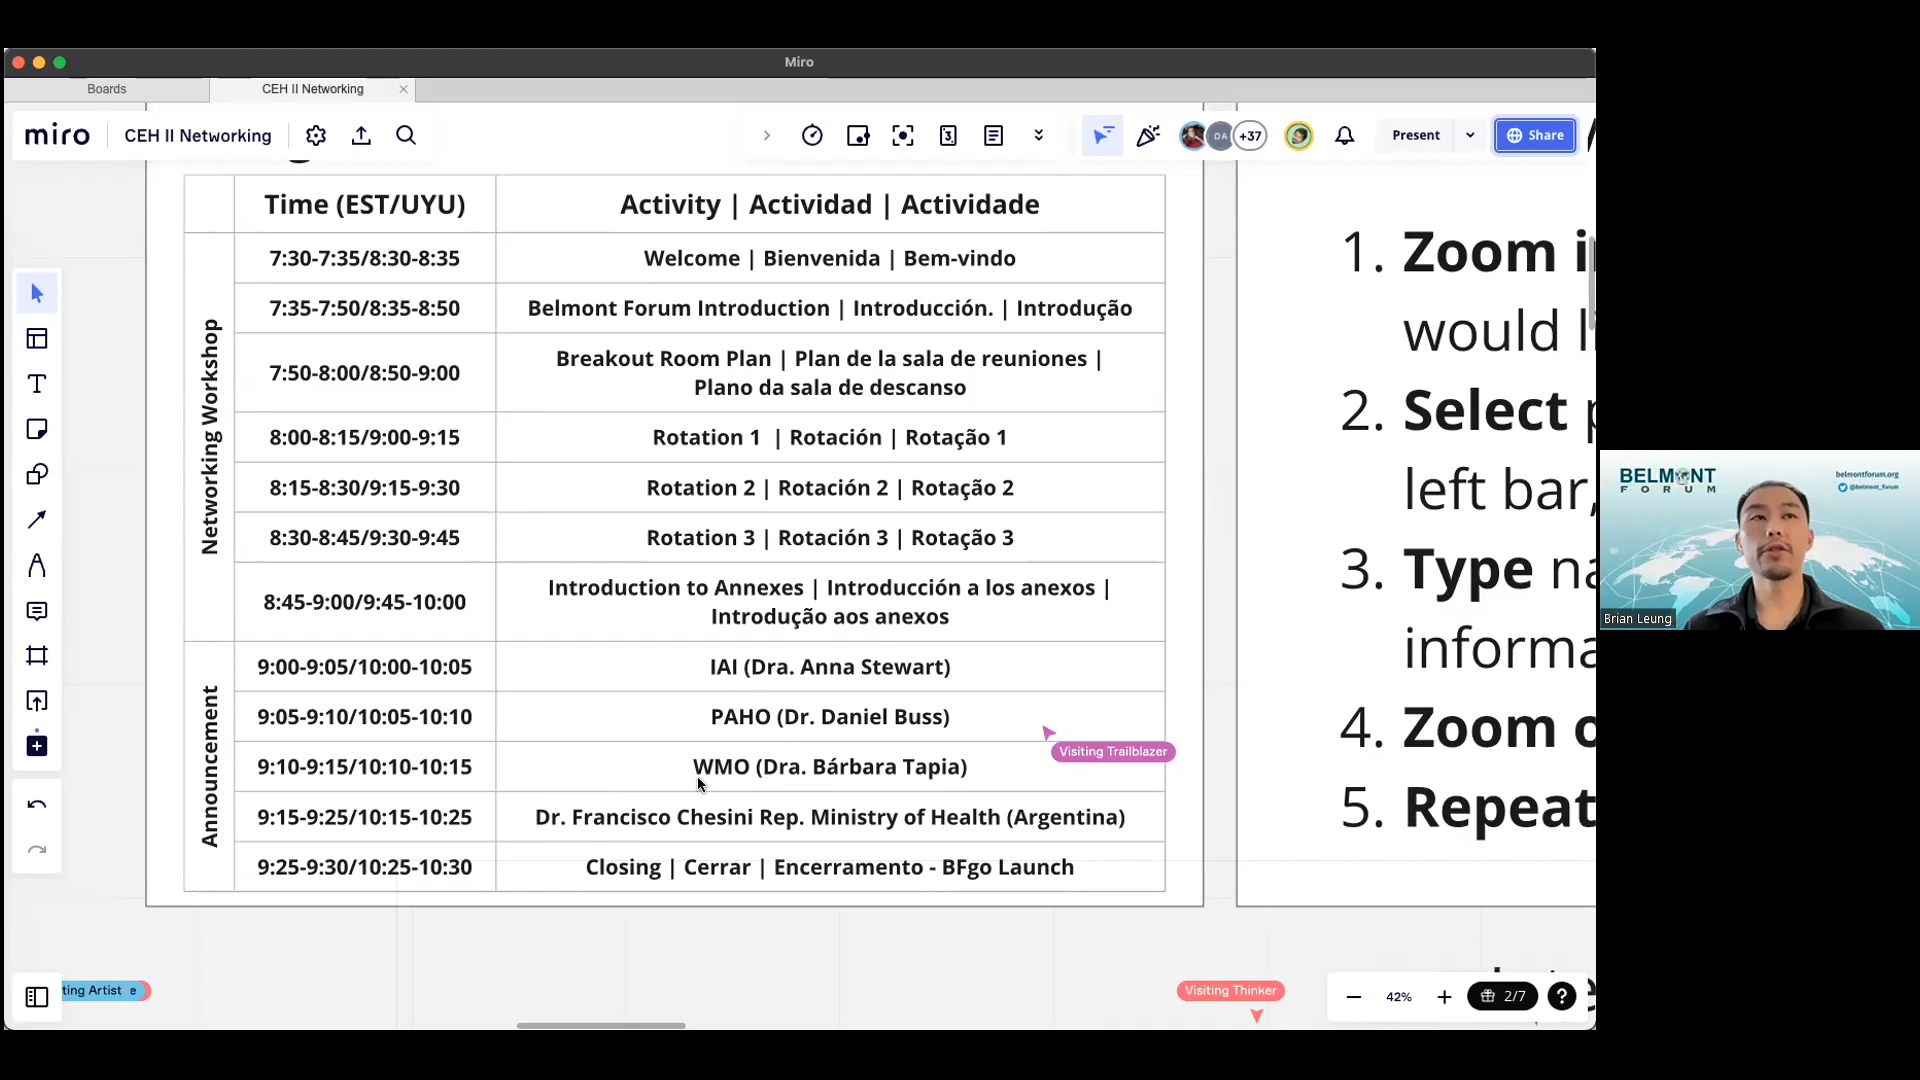 Miro
Boards
CEH II Networking
miro
CEH II Networking
3
DA
+37
Present
Share
Time (EST/UYU)
Activity | Actividad | Actividade
Networking Workshop
7:30-7:35/8:30-8:35
Welcome | Bienvenida | Bem-vindo
7:35-7:50/8:35-8:50
Belmont Forum Introduction | Introducción. | Introdução
7:50-8:00/8:50-9:00
Breakout Room Plan | Plan de la sala de reuniones |
Plano da sala de descanso
8:00-8:15/9:00-9:15
Rotation 1 | Rotación | Rotação 1
8:15-8:30/9:15-9:30
Rotation 2 | Rotación 2 | Rotação 2
8:30-8:45/9:30-9:45
Rotation 3 | Rotación 3 | Rotação 3
8:45-9:00/9:45-10:00
Introduction to Annexes | Introducción a los anexos |
Introdução aos anexos
Announcement
9:00-9:05/10:00-10:05
IAI (Dra. Anna Stewart)
9:05-9:10/10:05-10:10
PAHO (Dr. Daniel Buss)
9:10-9:15/10:10-10:15
WMO (Dra. Bárbara Tapia)
9:15-9:25/10:15-10:25
Dr. Francisco Chesini Rep. Ministry of Health (Argentina)
9:25-9:30/10:25-10:30
Closing | Cerrar | Encerramento - BFgo Launch
Visiting Trailblazer
1. Zoom i
would l
2. Select p
left bar,
3. Type na
informa
4. Zoom o
5. Repeat
ting Artist e
Visiting Thinker
42%
2/7
?
BELMONT
FORUM
belmontforum.org
@belmont_forum
Brian Leung